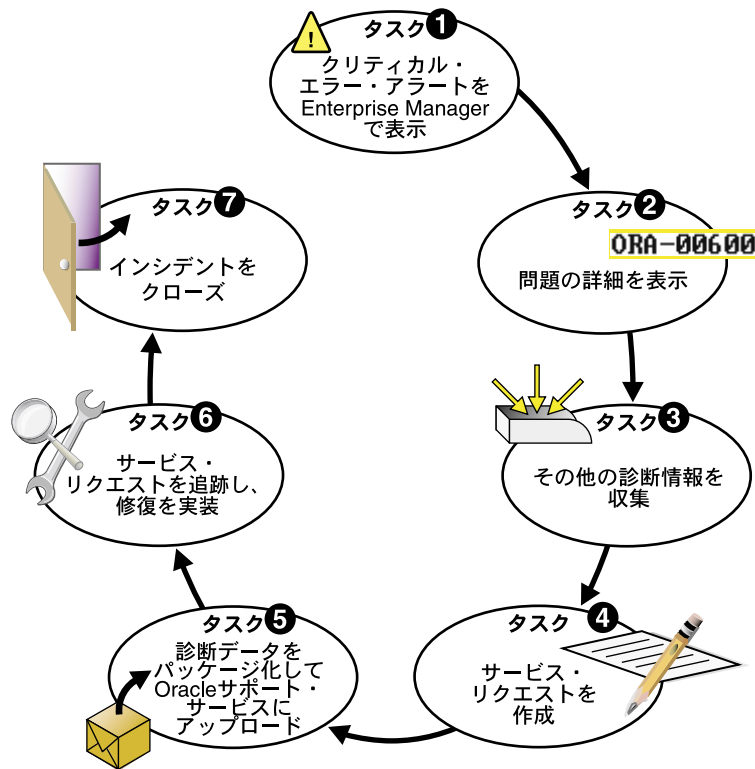 タスク1
クリティカル・
エラー・アラートを
Enterprise Manager
で表示
タスク2
ORA-00600
問題の詳細を表示
タスク3
その他の診断情報を
収集
タスク4
サービス・
リクエストを
作成
タスク5
診断データを
パッケージ化して
Oracleサポート・
サービスに
アップロード
タスク6
サービス・
リクエストを追跡し、
修復を実装
タスク7
インシデントを
クローズ